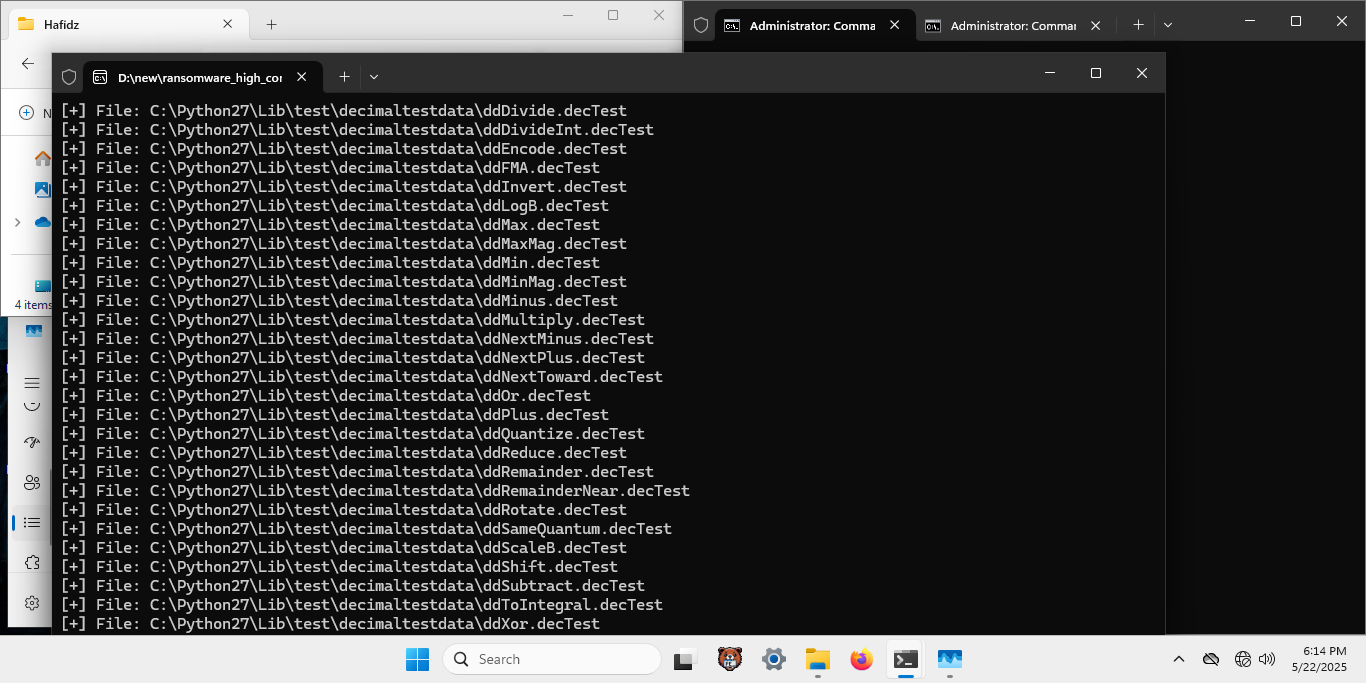 Hafidz
Administrator: Comma
Administrator: Commar
D:\new\ransomware_high_cor
N
4 items
[+] File: C:\Python27\Lib\test\decimaltestdata\ddDivide.decTest
[+] File: C:\Python27\Lib\test\decimaltestdata\ddDivideInt.decTest
[+] File: C:\Python27\Lib\test\decimaltestdata\ddEncode.decTest
[+] File: C:\Python27\Lib\test\decimaltestdata\ddFMA.decTest
[+] File: C:\Python27\Lib\test\decimaltestdata\ddInvert.decTest
[+] File: C:\Python27\Lib\test\decimaltestdata\ddLogB.decTest
[+] File: C:\Python27\Lib\test\decimaltestdata\ddMax.decTest
[+] File: C:\Python27\Lib\test\decimaltestdata\ddMaxMag.decTest
[+] File: C:\Python27\Lib\test\decimaltestdata\ddMin.decTest
[+] File: C:\Python27\Lib\test\decimaltestdata\ddMinMag.decTest
[+] File: C:\Python27\Lib\test\decimaltestdata\ddMinus.decTest
[+] File: C:\Python27\Lib\test\decimaltestdata\ddMultiply.decTest
[+] File: C:\Python27\Lib\test\decimaltestdata\ddNextMinus.decTest
[+] File: C:\Python27\Lib\test\decimaltestdata\ddNextPlus.decTest
[+] File: C:\Python27\Lib\test\decimaltestdata\ddNextToward.decTest
[+] File: C:\Python27\Lib\test\decimaltestdata\ddOr.decTest
[+] File: C:\Python27\Lib\test\decimaltestdata\ddPlus.decTest
[+] File: C:\Python27\Lib\test\decimaltestdata\ddQuantize.decTest
[+] File: C:\Python27\Lib\test\decimaltestdata\ddReduce.decTest
[+] File: C:\Python27\Lib\test\decimaltestdata\ddRemainder.decTest
[+] File: C:\Python27\Lib\test\decimaltestdata\ddRemainderNear.decTest
[+] File: C:\Python27\Lib\test\decimaltestdata\ddRotate.decTest
[+] File: C:\Python27\Lib\test\decimaltestdata\ddSameQuantum.decTest
[+] File: C:\Python27\Lib\test\decimaltestdata\ddScaleB.decTest
[+] File: C:\Python27\Lib\test\decimaltestdata\ddShift.decTest
[+] File: C:\Python27\Lib\test\decimaltestdata\ddSubtract.decTest
[+] File: C:\Python27\Lib\test\decimaltestdata\ddToIntegral.decTest
[+] File: C:\Python27\Lib\test\decimaltestdata\ddXor.decTest
Search
6:14 PM
5/22/2025